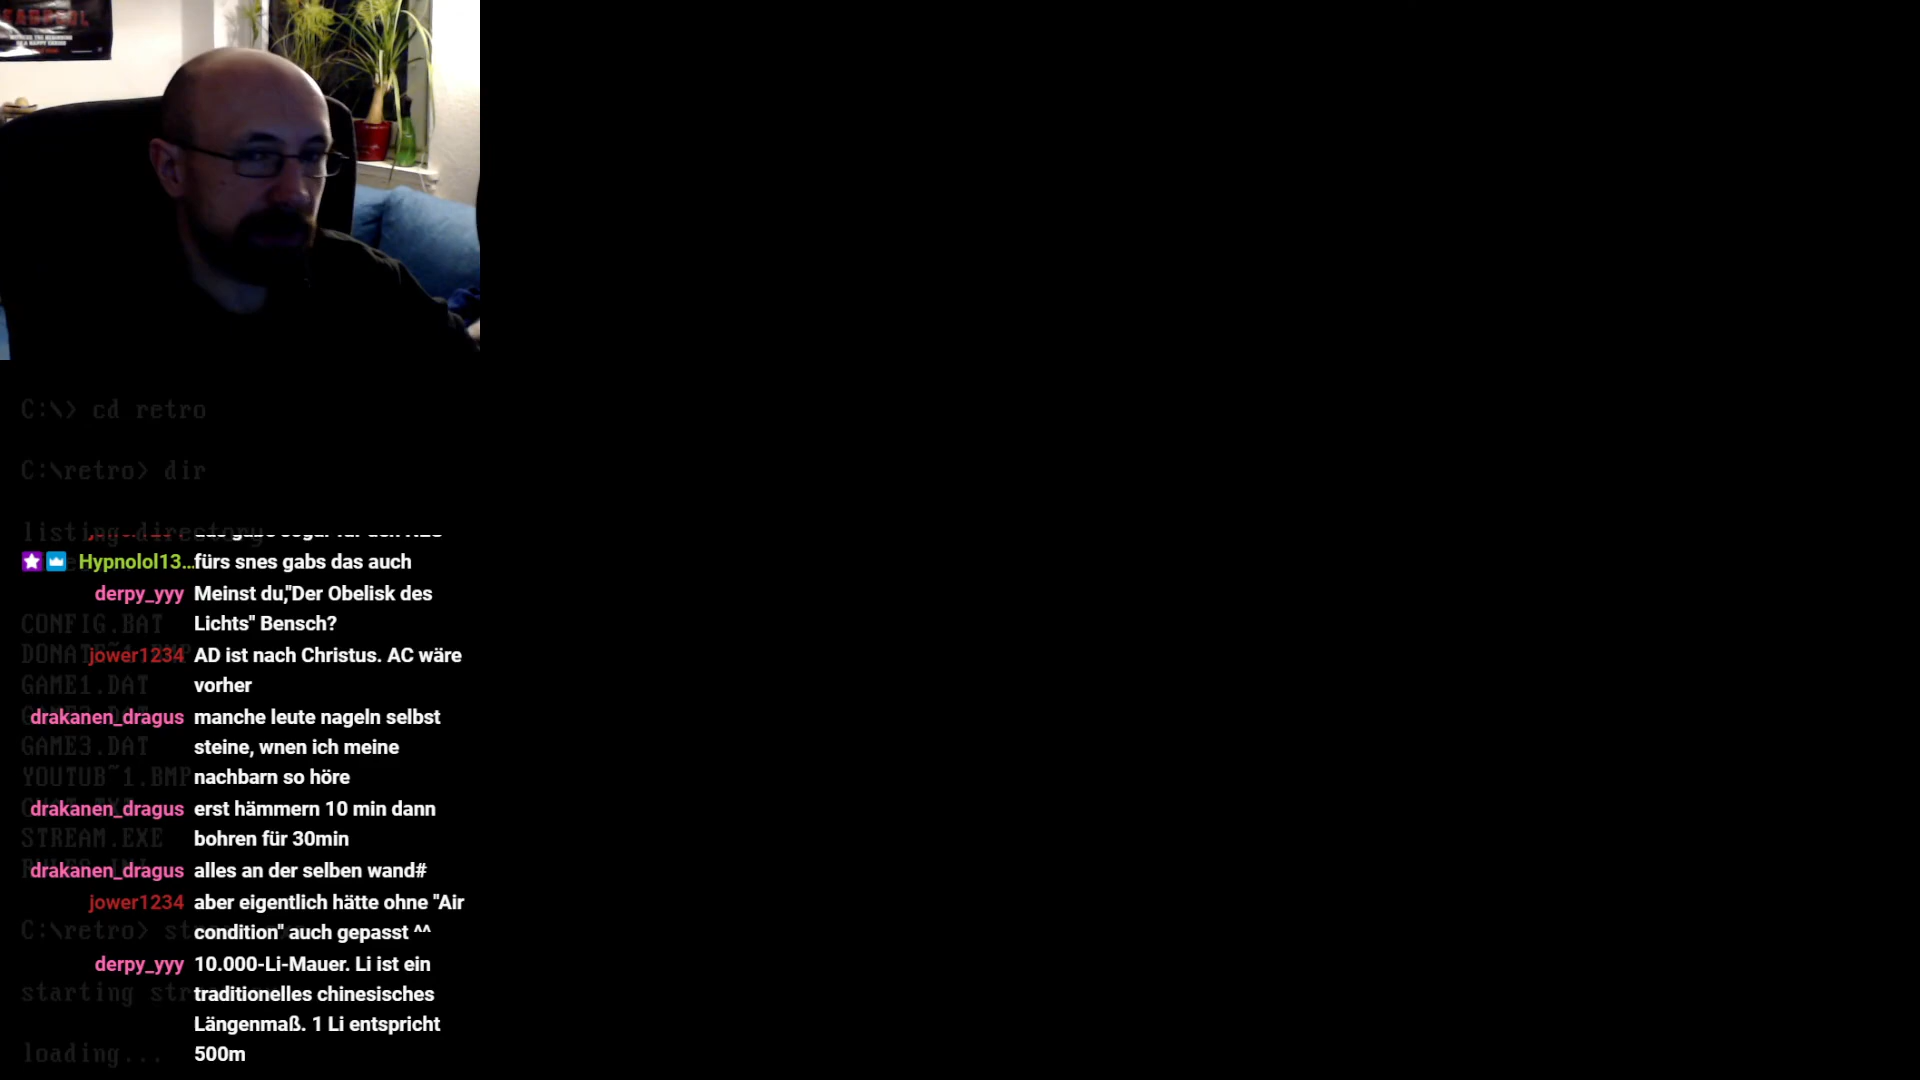 C:\> cd retro
C:\retro> dir
listing directory
Hypnolol13... fürs snes gabs das auch
derpy_yyy Meinst du,"Der Obelisk des
Lichts" Bensch?
CONFIG.BAT
jower1234 AD ist nach Christus. AC wäre
vorher
GAME1.DAT
drakanen_dragus manche leute nageln selbst
steine, wnen ich meine
GAME3.DAT
nachbarn so höre
YOUTUB~1.BMP
drakanen_dragus erst hämmern 10 min dann
bohren für 30min
STREAM.EXE
drakanen_dragus alles an der selben wand#
jower1234 aber eigentlich hätte ohne "Air
condition" auch gepasst ^^
C:\retro>
derpy_yyy 10.000-Li-Mauer. Li ist ein
traditionelles chinesisches
starting
Längenmaß. 1 Li entspricht
500m
loading...